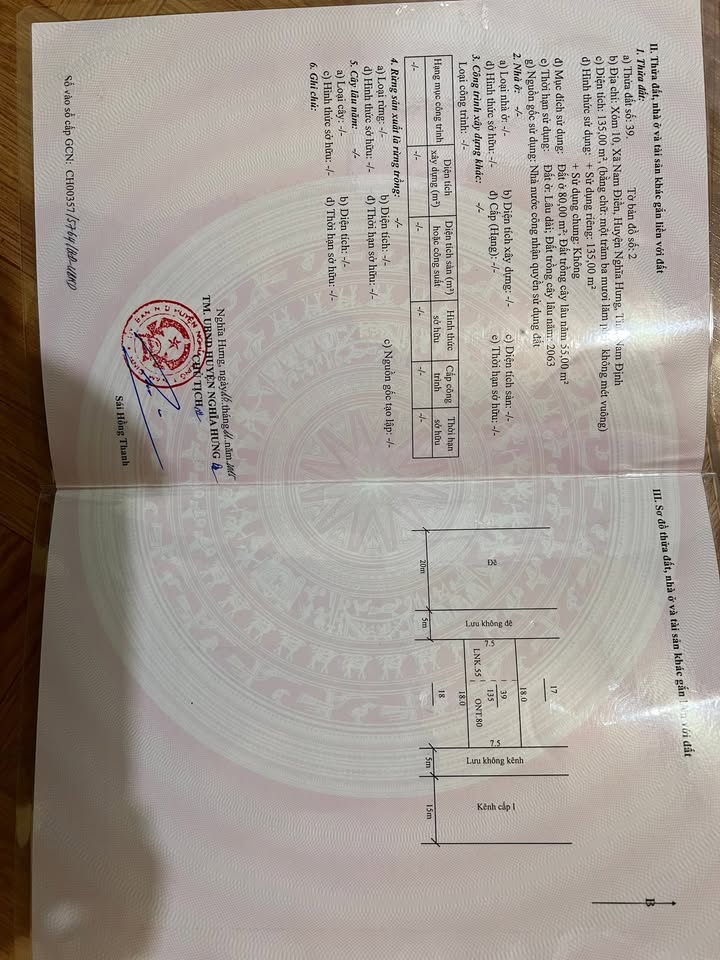 II. Thửa đất, nhà ở và tài sản khác gắn liền với đất
1. Thửa đất:
a) Thửa đất số: 39, Tờ bản đồ số: 2
b) Địa chỉ: Xóm 10, Xã Nam Điền, Huyện Nghĩa Hưng, Nam Định
c) Diện tích: 135,00 m², (bằng chữ: một trăm ba mươi lăm không mét vuông)
d) Hình thức sử dụng: + Sử dụng riêng: 135,00 m²
+ Sử dụng chung: Không
đ) Mục đích sử dụng: Đất ở 80,00 m²; Đất trồng cây lâu năm 55,00 m²
e) Thời hạn sử dụng: Đất ở: Lâu dài; Đất trồng cây lâu năm: 2063
g) Nguồn gốc sử dụng: Nhà nước công nhận quyền sử dụng đất
2. Nhà ở: -/-
a) Loại nhà ở: -/- b) Diện tích xây dựng: -/- c) Diện tích sàn: -/-
d) Hình thức sở hữu: -/- đ) Cấp (Hạng): -/- e) Thời hạn sở hữu: -/-
3. Công trình xây dựng khác: -/-
Loại công trình: -/-
Hạng mục công trình Diện tích xây dựng (m²) Diện tích sàn (m²) hoặc công suất Hình thức sở hữu Cấp công trình Thời hạn sở hữu
-/- -/- -/- -/- -/- -/-
4. Rừng sản xuất là rừng trồng: -/-
a) Loại rừng: -/- b) Diện tích: -/- c) Nguồn gốc tạo lập: -/-
d) Hình thức sở hữu: -/- đ) Thời hạn sở hữu: -/-
5. Cây lâu năm: -/-
a) Loại cây: -/- b) Diện tích: -/-
c) Hình thức sở hữu: -/- d) Thời hạn sở hữu: -/-
6. Ghi chú:
Nghĩa Hưng, ngày tháng năm
TM. UBND HUYỆN NGHĨA HƯNG
CHỦ TỊCH
Sái Hồng Thanh
Số vào sổ cấp GCN: CH00357
III. Sơ đồ thửa đất, nhà ở và tài sản khác gắn với đất
B
17
Đê
Lưu không đê
7.5
LNK.55
39
135
ONT.80
18.0
18.0
7.5
Lưu không kênh
Kênh cấp I
18
20m
5m
5m
15m